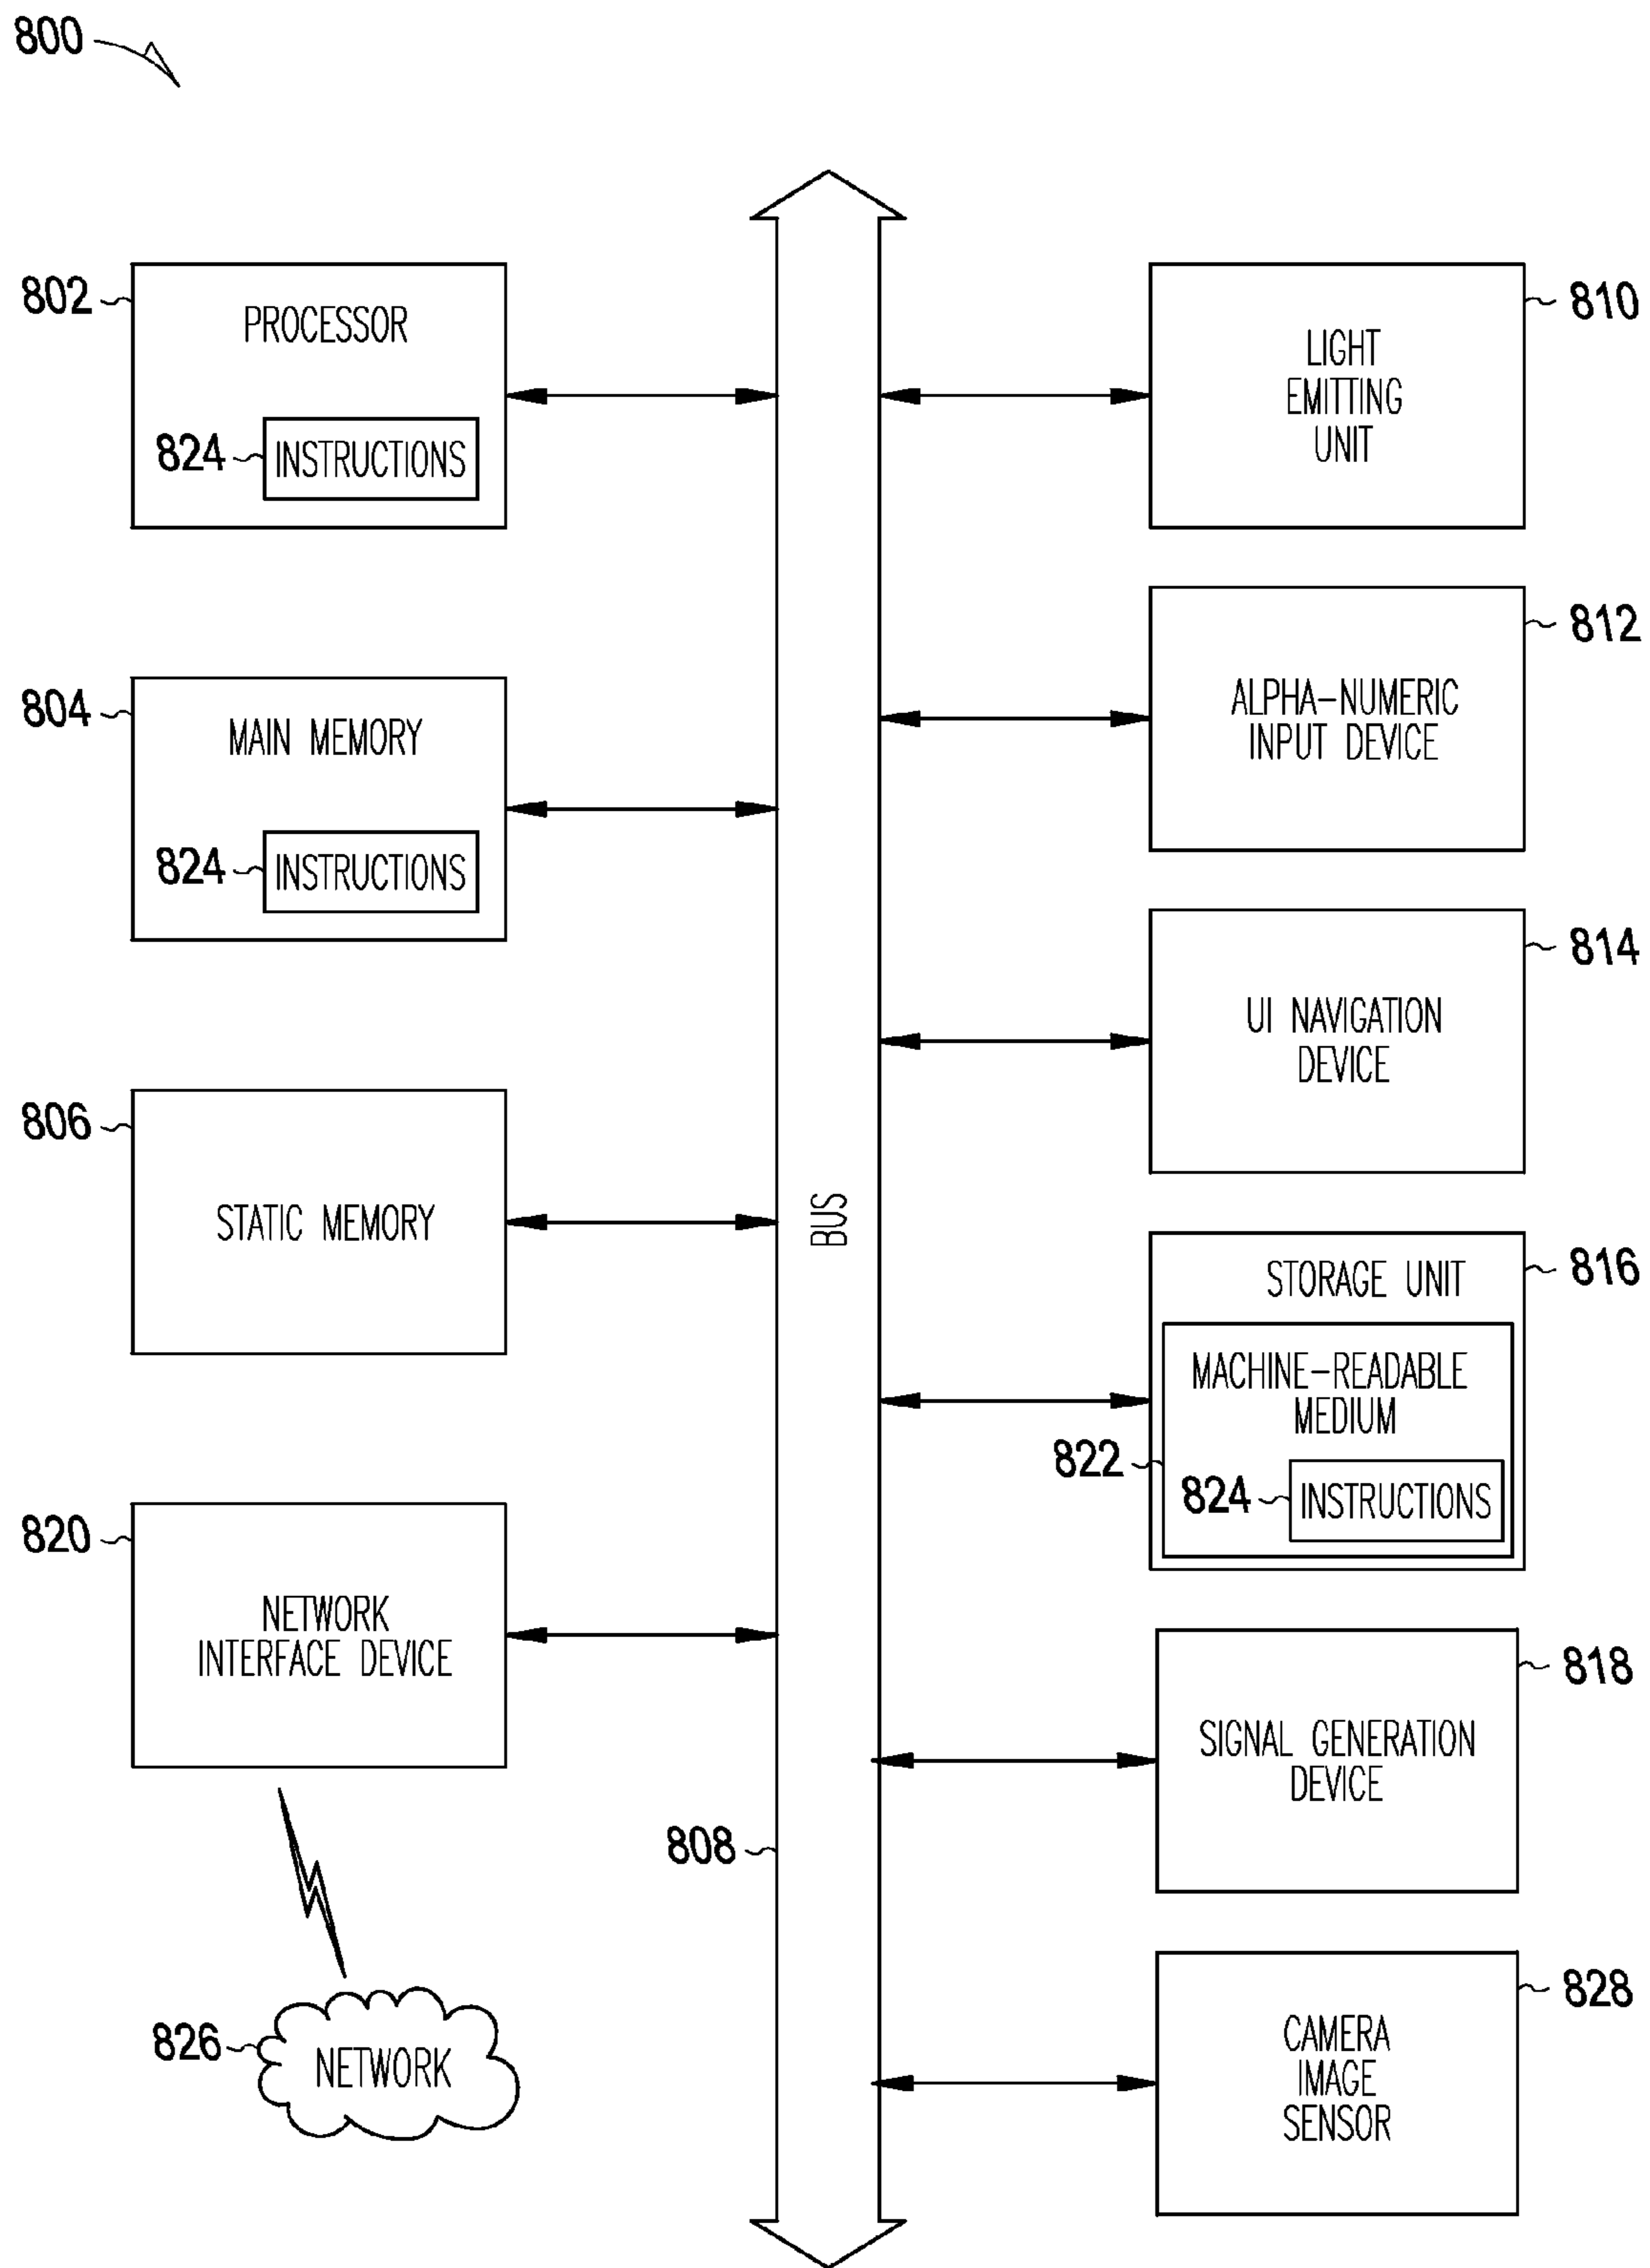 800
802
PROCESSOR
824
INSTRUCTIONS
804
MAIN MEMORY
824
INSTRUCTIONS
806
STATIC MEMORY
820
NETWORK
INTERFACE DEVICE
826
NETWORK
BUS
808
810
LIGHT
EMITTING
UNIT
812
ALPHA-NUMERIC
INPUT DEVICE
814
UI NAVIGATION
DEVICE
816
STORAGE UNIT
MACHINE-READABLE
MEDIUM
822
824
INSTRUCTIONS
818
SIGNAL GENERATION
DEVICE
828
CAMERA
IMAGE
SENSOR